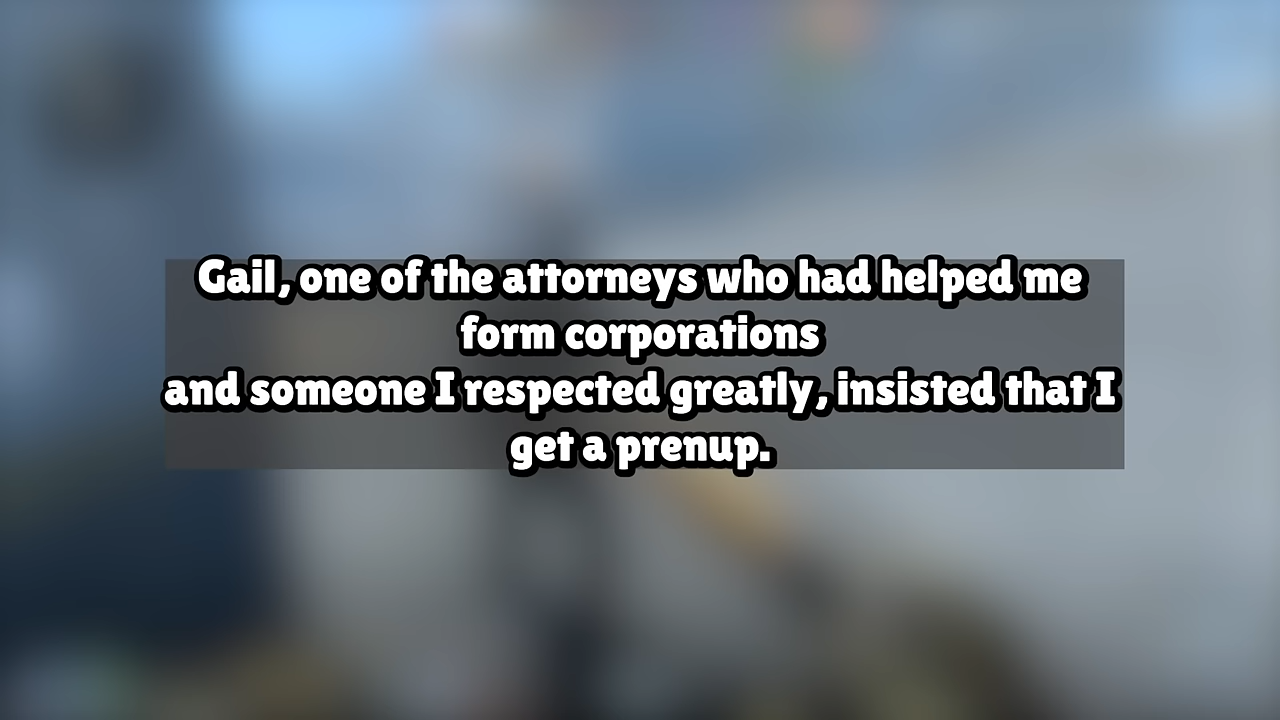 Gail, one of the attorneys who had helped me
form corporations
and someone I respected greatly, insisted that I
get a prenup.